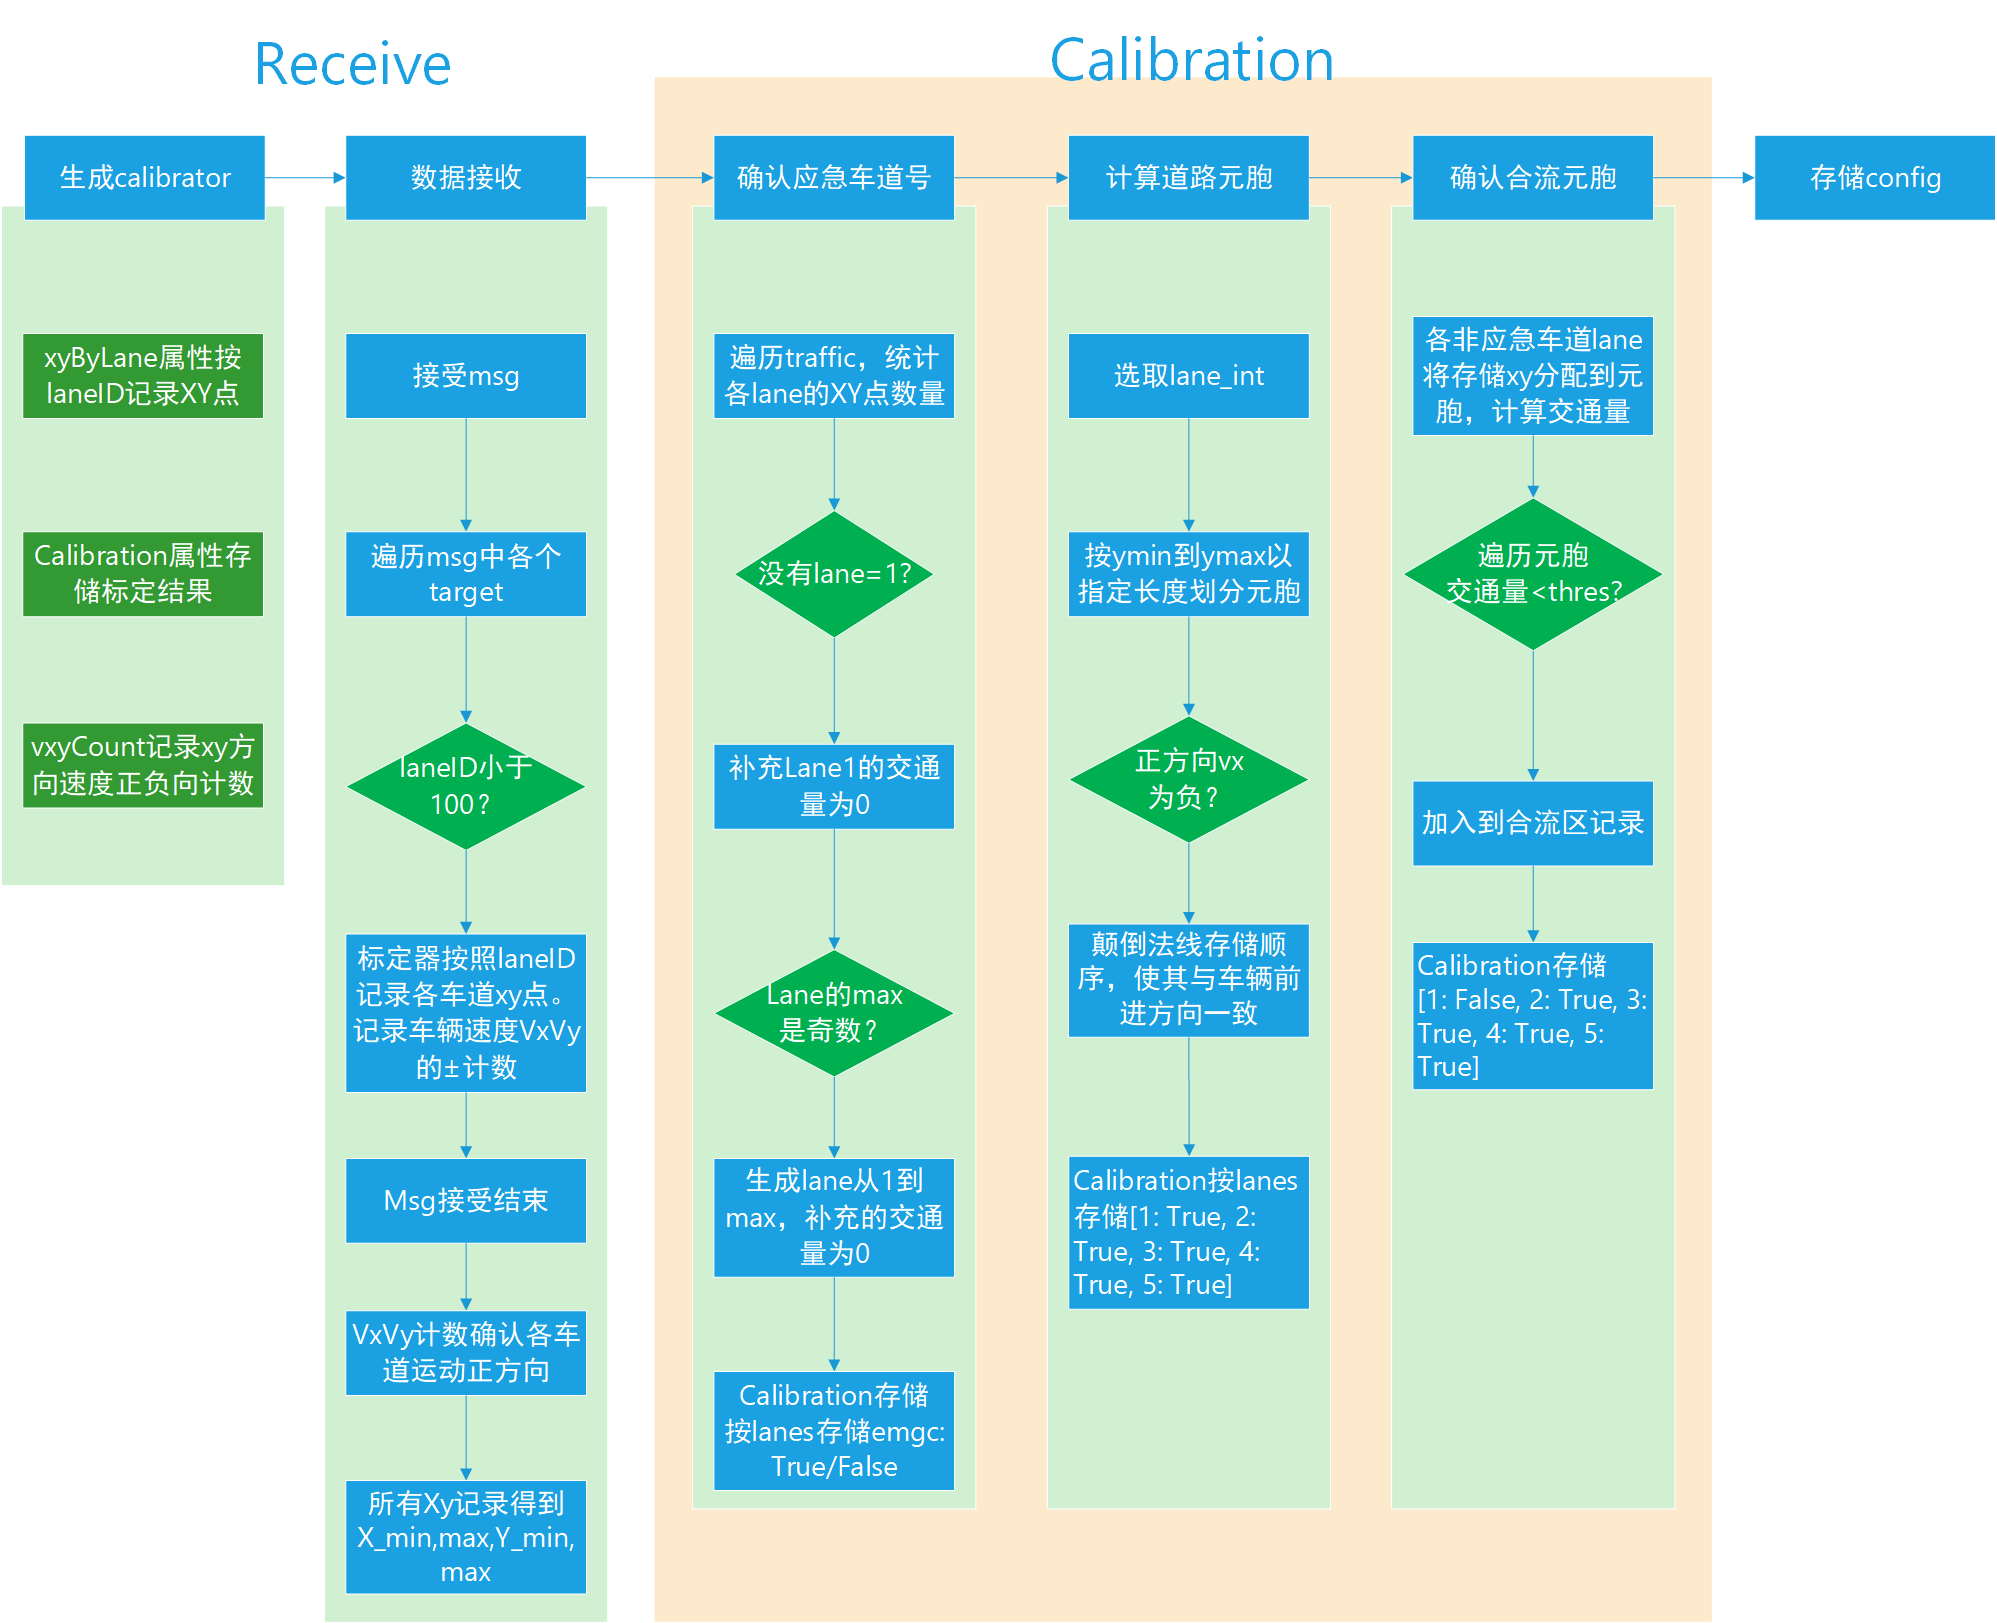 Receive
Calibration
生成calibrator
数据接收
确认应急车道号
计算道路元胞
确认合流元胞
存储config
xyByLane属性按
laneID记录XY点
Calibration属性存
储标定结果
vxyCount记录xy方
向速度正负向计数
接受msg
遍历msg中各个
target
laneID小于
100？
标定器按照laneID
记录各车道xy点。
记录车辆速度VxVy
的±计数
Msg接受结束
VxVy计数确认各车
道运动正方向
所有Xy记录得到
X_min,max,Y_min,
max
遍历traffic，统计
各lane的XY点数量
没有lane=1?
补充Lane1的交通
量为0
Lane的max
是奇数？
生成lane从1到
max，补充的交通
量为0
Calibration存储
按lanes存储emgc:
True/False
选取lane_int
按ymin到ymax以
指定长度划分元胞
正方向vx
为负？
颠倒法线存储顺
序，使其与车辆前
进方向一致
Calibration按lanes
存储[1: True, 2:
True, 3: True, 4:
True, 5: True]
各非应急车道lane
将存储xy分配到元
胞，计算交通量
遍历元胞
交通量<thres?
加入到合流区记录
Calibration存储
[1: False, 2: True, 3:
True, 4: True, 5:
True]